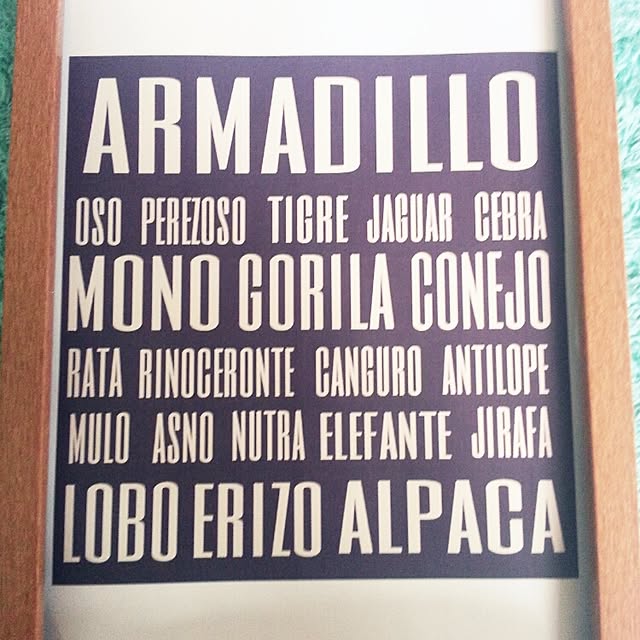 ARMADILLO
OSO PEREZOSO TIGRE JAGUAR CEBRA
MONO GORILA CONEJO
RATA RINOCERONTE CANGURO ANTILOPE
MULO ASNO NUTRA ELEFANTE JIRAFA
LOBO ERIZO ALPACA